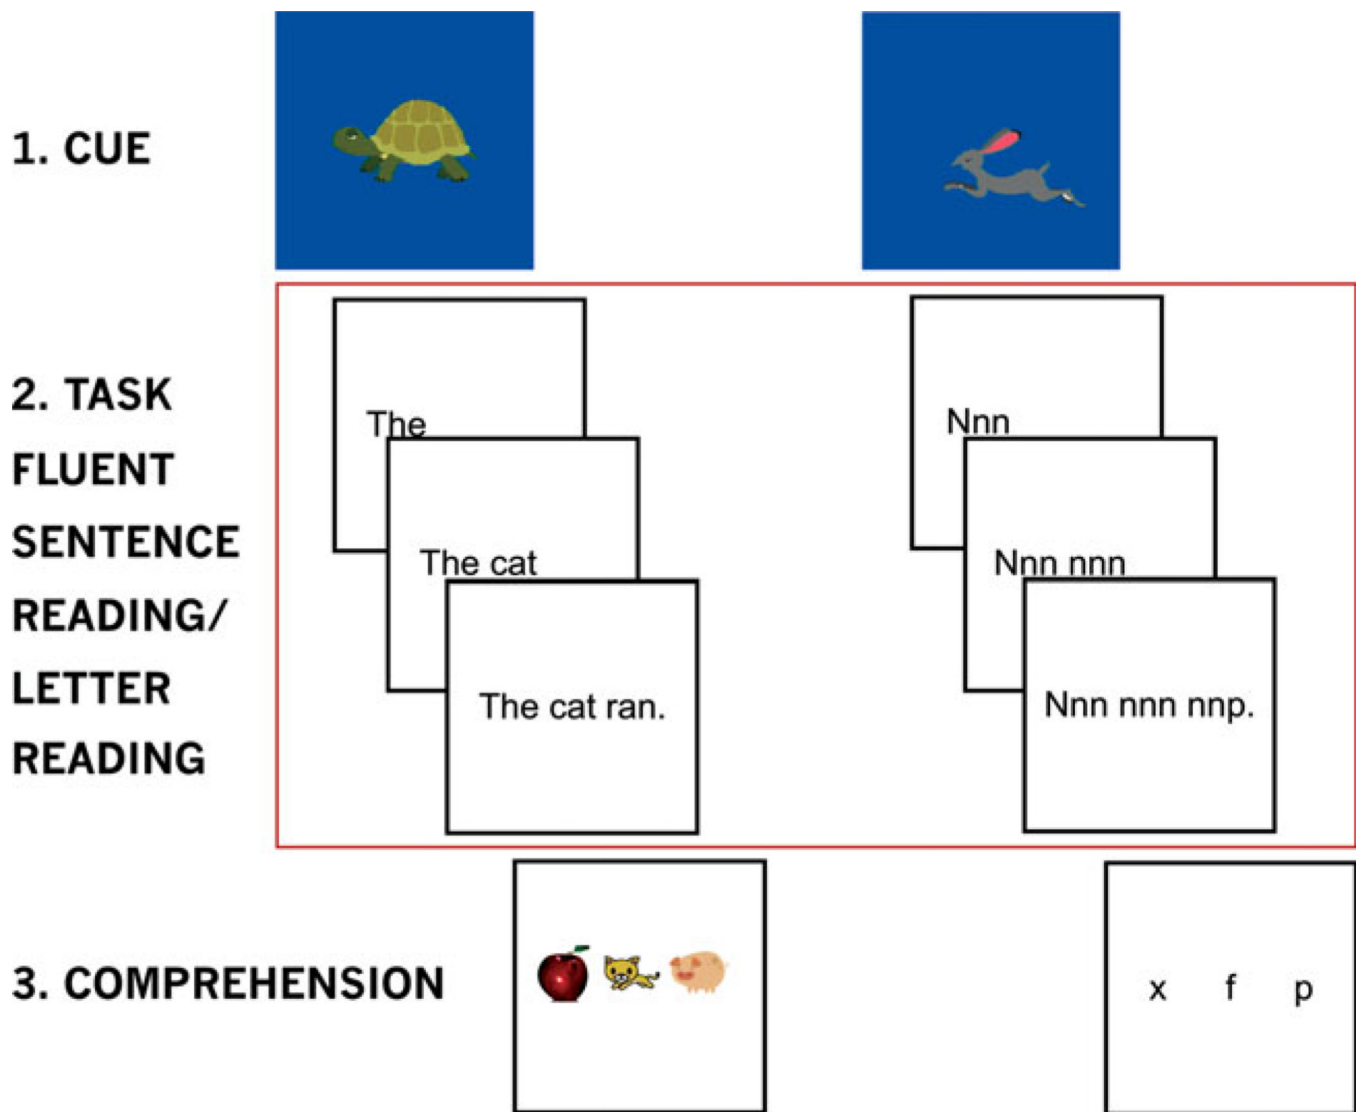 1. CUE
2. TASK
FLUENT
SENTENCE
READING/
LETTER
READING
The
The cat
The cat ran.
Nnn
Nnn nnn
Nnn nnn nnp.
3. COMPREHENSION
x f p